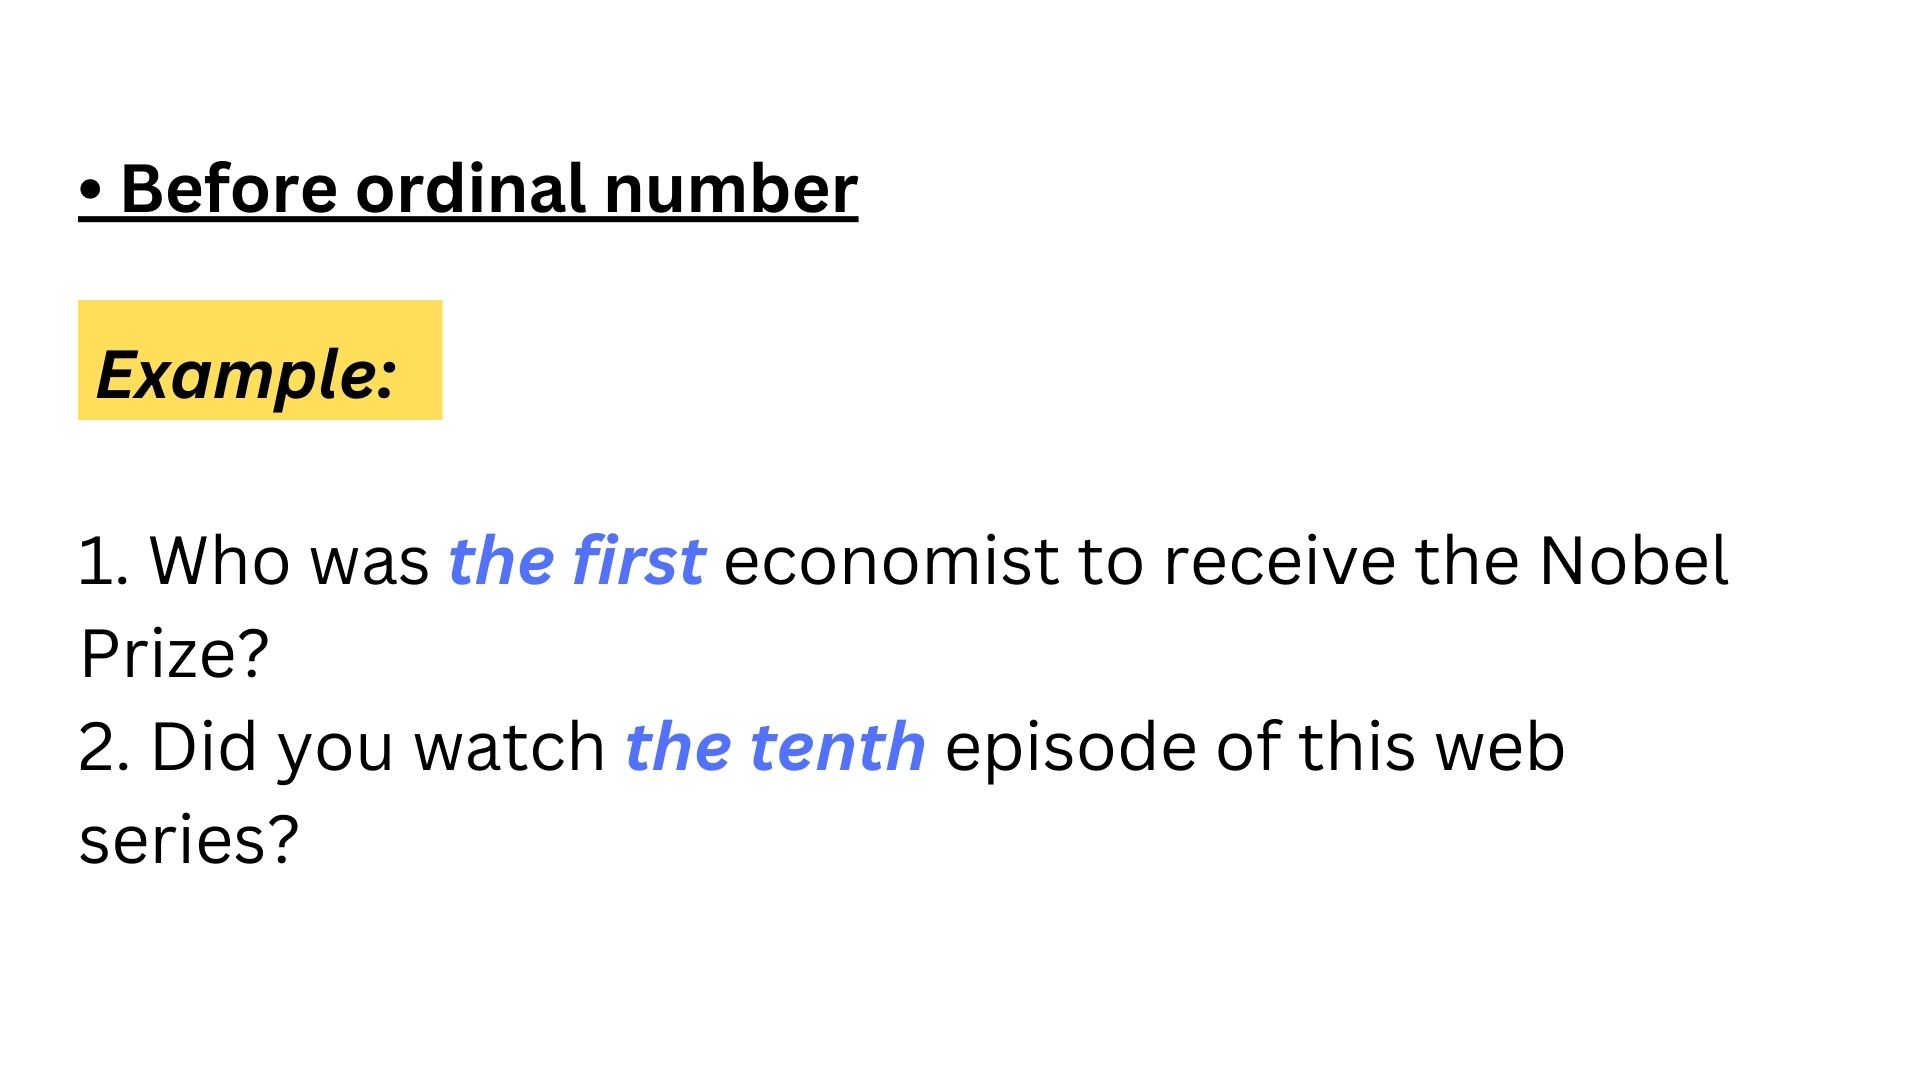 • Before ordinal number
Example:
1. Who was the first economist to receive the Nobel
Prize?
2. Did you watch the tenth episode of this web
series?